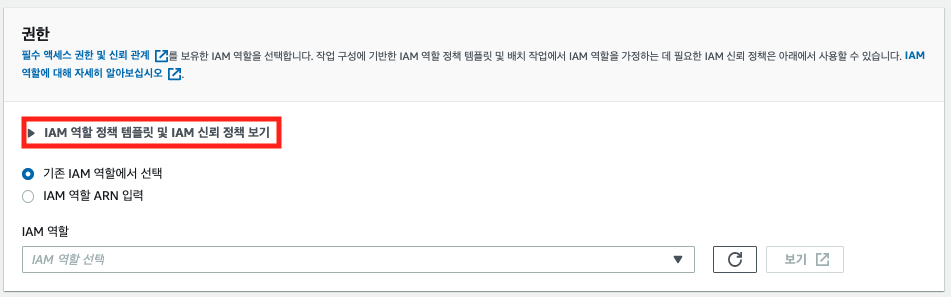 권한
필수 액세스 권한 및 신뢰 관계 를 보유한 IAM 역할을 선택합니다. 작업 구성에 기반한 IAM 역할 정책 템플릿 및 배치 작업에서 IAM 역할을 가정하는 데 필요한 IAM 신뢰 정책은 아래에서 사용할 수 있습니다. IAM
역할에 대해 자세히 알아보십시오 .
▶ IAM 역할 정책 템플릿 및 IAM 신뢰 정책 보기
기존 IAM 역할에서 선택
IAM 역할 ARN 입력
IAM 역할
IAM 역할 선택
보기